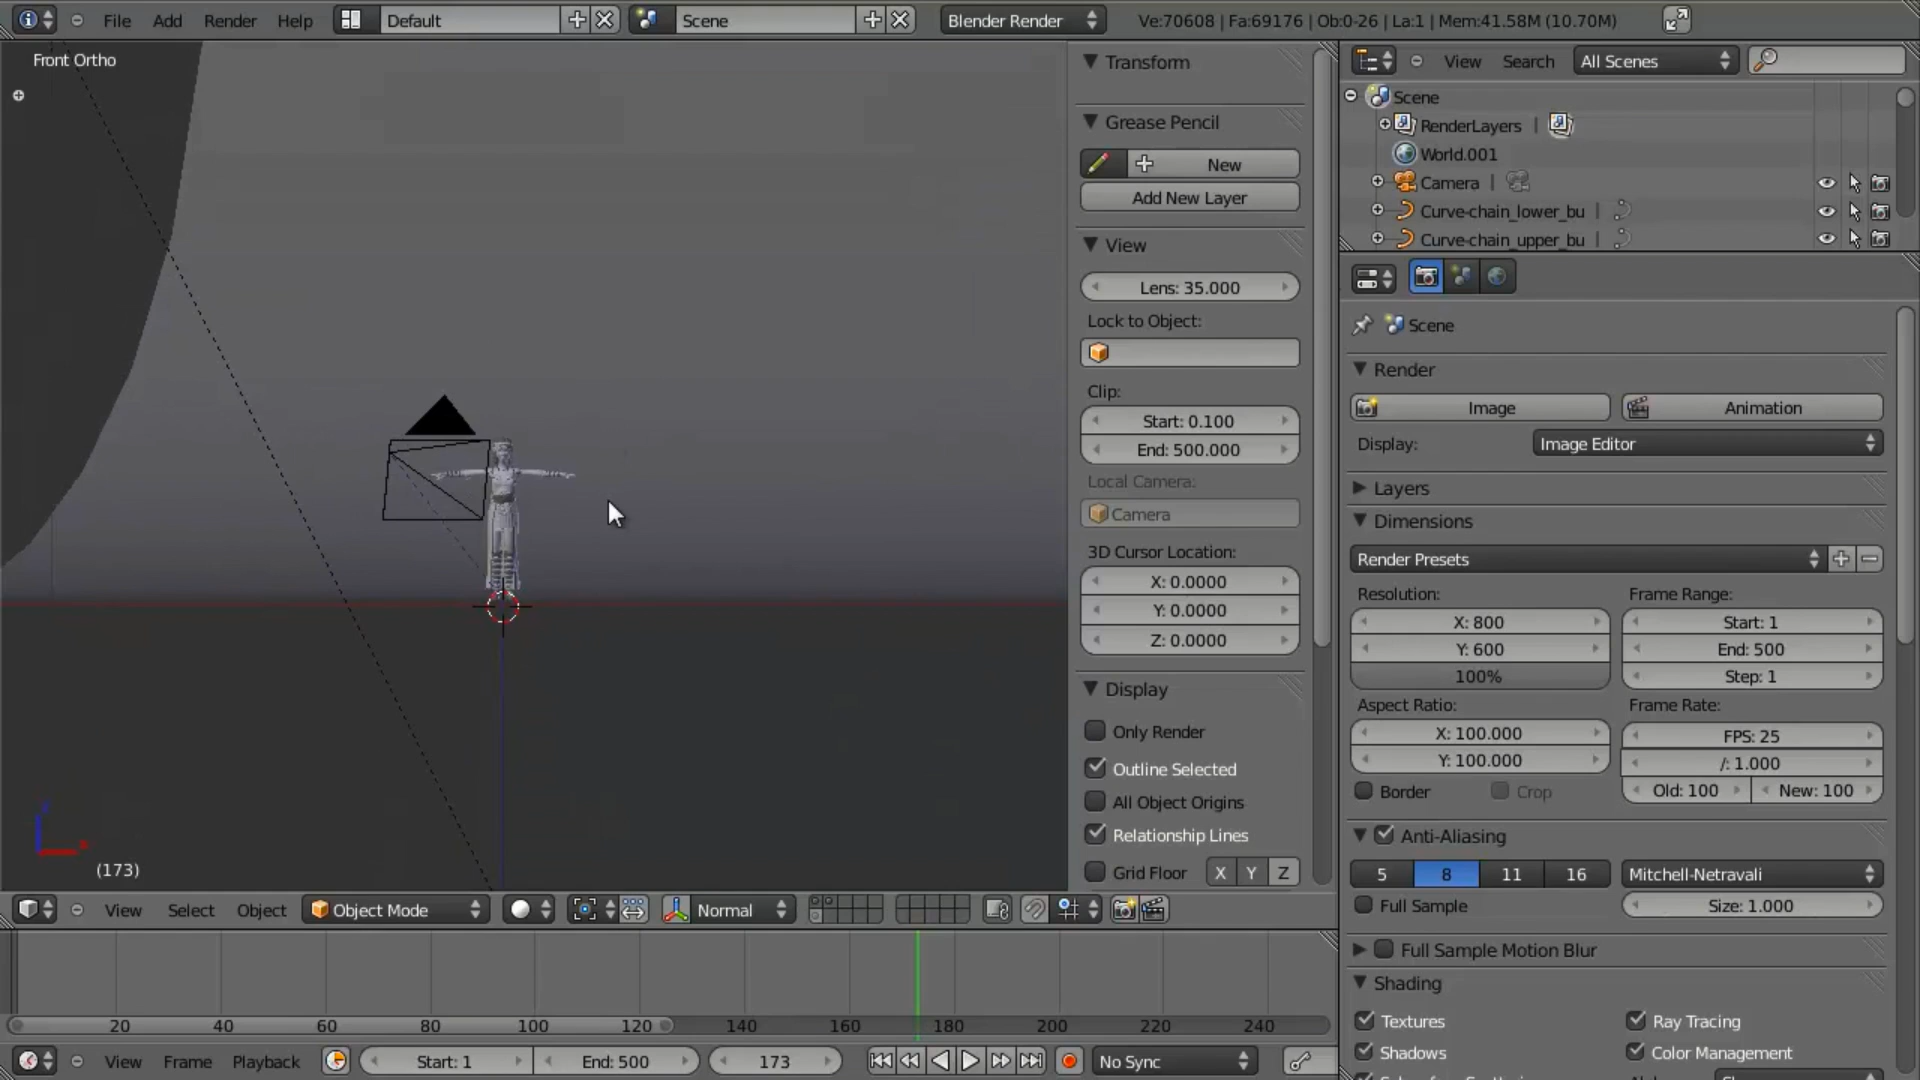 File Add Render Help Default Scene Blender Render Ve:70608 | Fa:69176 | Ob:0-26 | La:1 | Mem:41.58M (10.70M)
Front Ortho
(173)
Transform
Grease Pencil
New
Add New Layer
View
Lens: 35.000
Lock to Object:
Clip:
Start: 0.100
End: 500.000
Local Camera:
Camera
3D Cursor Location:
X: 0.0000
Y: 0.0000
Z: 0.0000
Display
Only Render
Outline Selected
All Object Origins
Relationship Lines
Grid Floor X Y Z
View Search All Scenes
Scene
RenderLayers |
World.001
Camera |
Curve-chain_lower_bu |
Curve-chain_upper_bu |
Scene
Render
Image Animation
Display: Image Editor
Layers
Dimensions
Render Presets
Resolution: Frame Range:
X: 800 Start: 1
Y: 600 End: 500
100% Step: 1
Aspect Ratio: Frame Rate:
X: 100.000 FPS: 25
Y: 100.000 /: 1.000
Border Crop Old: 100 New: 100
Anti-Aliasing
5 8 11 16 Mitchell-Netravali
Full Sample Size: 1.000
Full Sample Motion Blur
Shading
Textures Ray Tracing
Shadows Color Management
View Select Object Object Mode Normal
20 40 60 80 100 120 140 160 180 200 220 240
View Frame Playback Start: 1 End: 500 173 No Sync